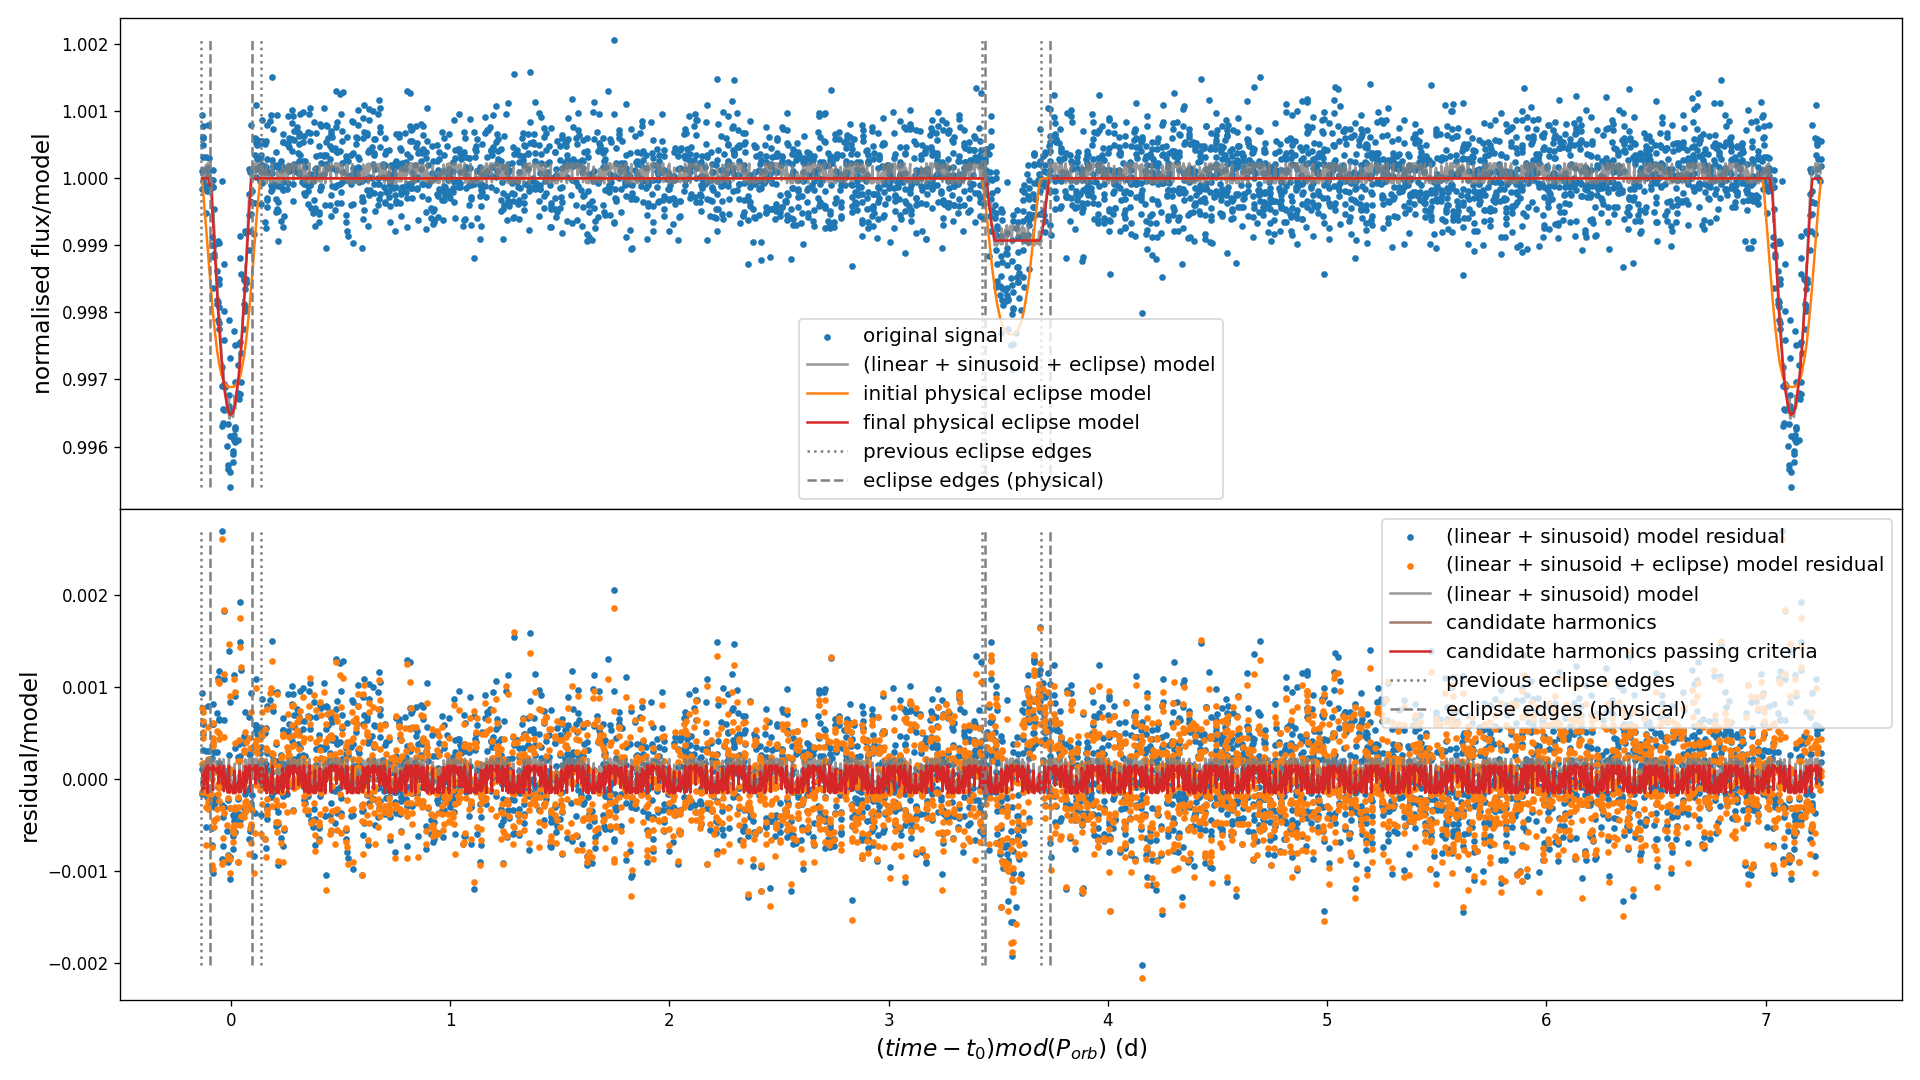 normalised flux/model
1.002
1.001
1.000
0.999
0.998
0.997
0.996
original signal
(linear + sinusoid + eclipse) model
initial physical eclipse model
final physical eclipse model
previous eclipse edges
eclipse edges (physical)
residual/model
0.002
0.001
0.000
−0.001
−0.002
(linear + sinusoid) model residual
(linear + sinusoid + eclipse) model residual
(linear + sinusoid) model
candidate harmonics
candidate harmonics passing criteria
previous eclipse edges
eclipse edges (physical)
0 1 2 3 4 5 6 7
(time − t₀)mod(P_orb) (d)